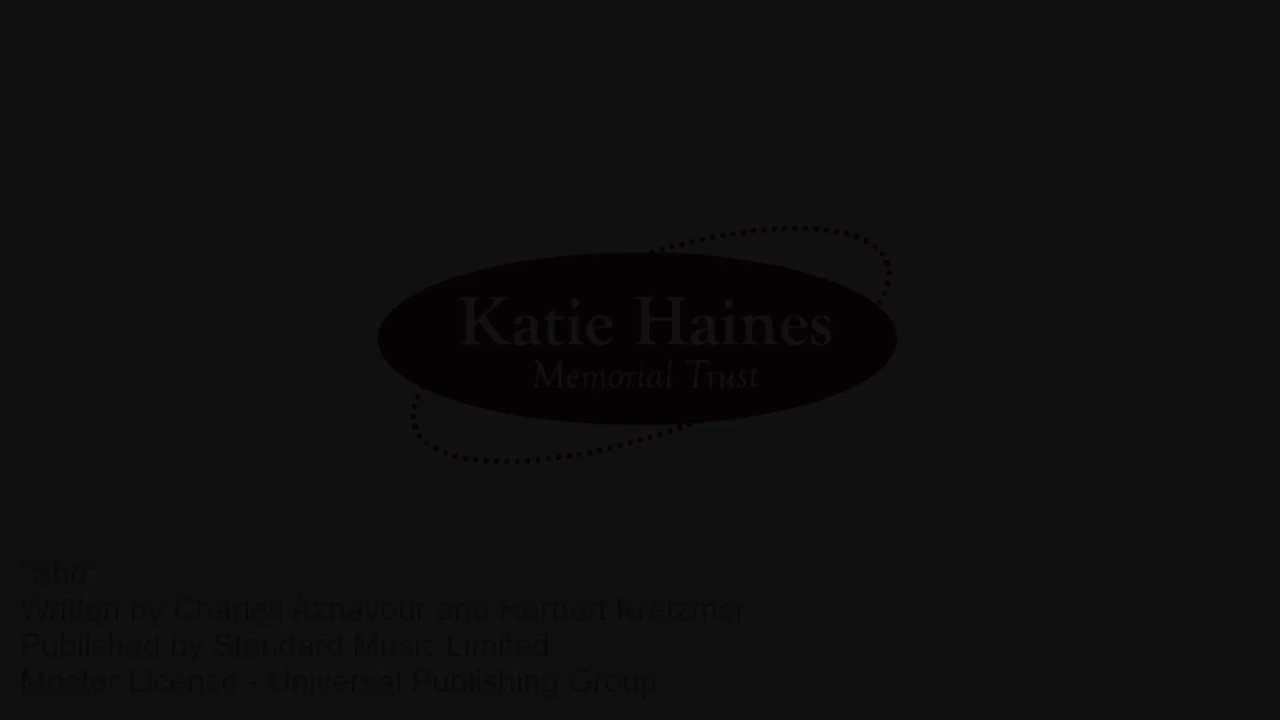 Katie Haines
Memorial Trust
"She"
Written by Charles Aznavour and Herbert Kretzmer
Published by Standard Music Limited
Master License - Universal Publishing Group